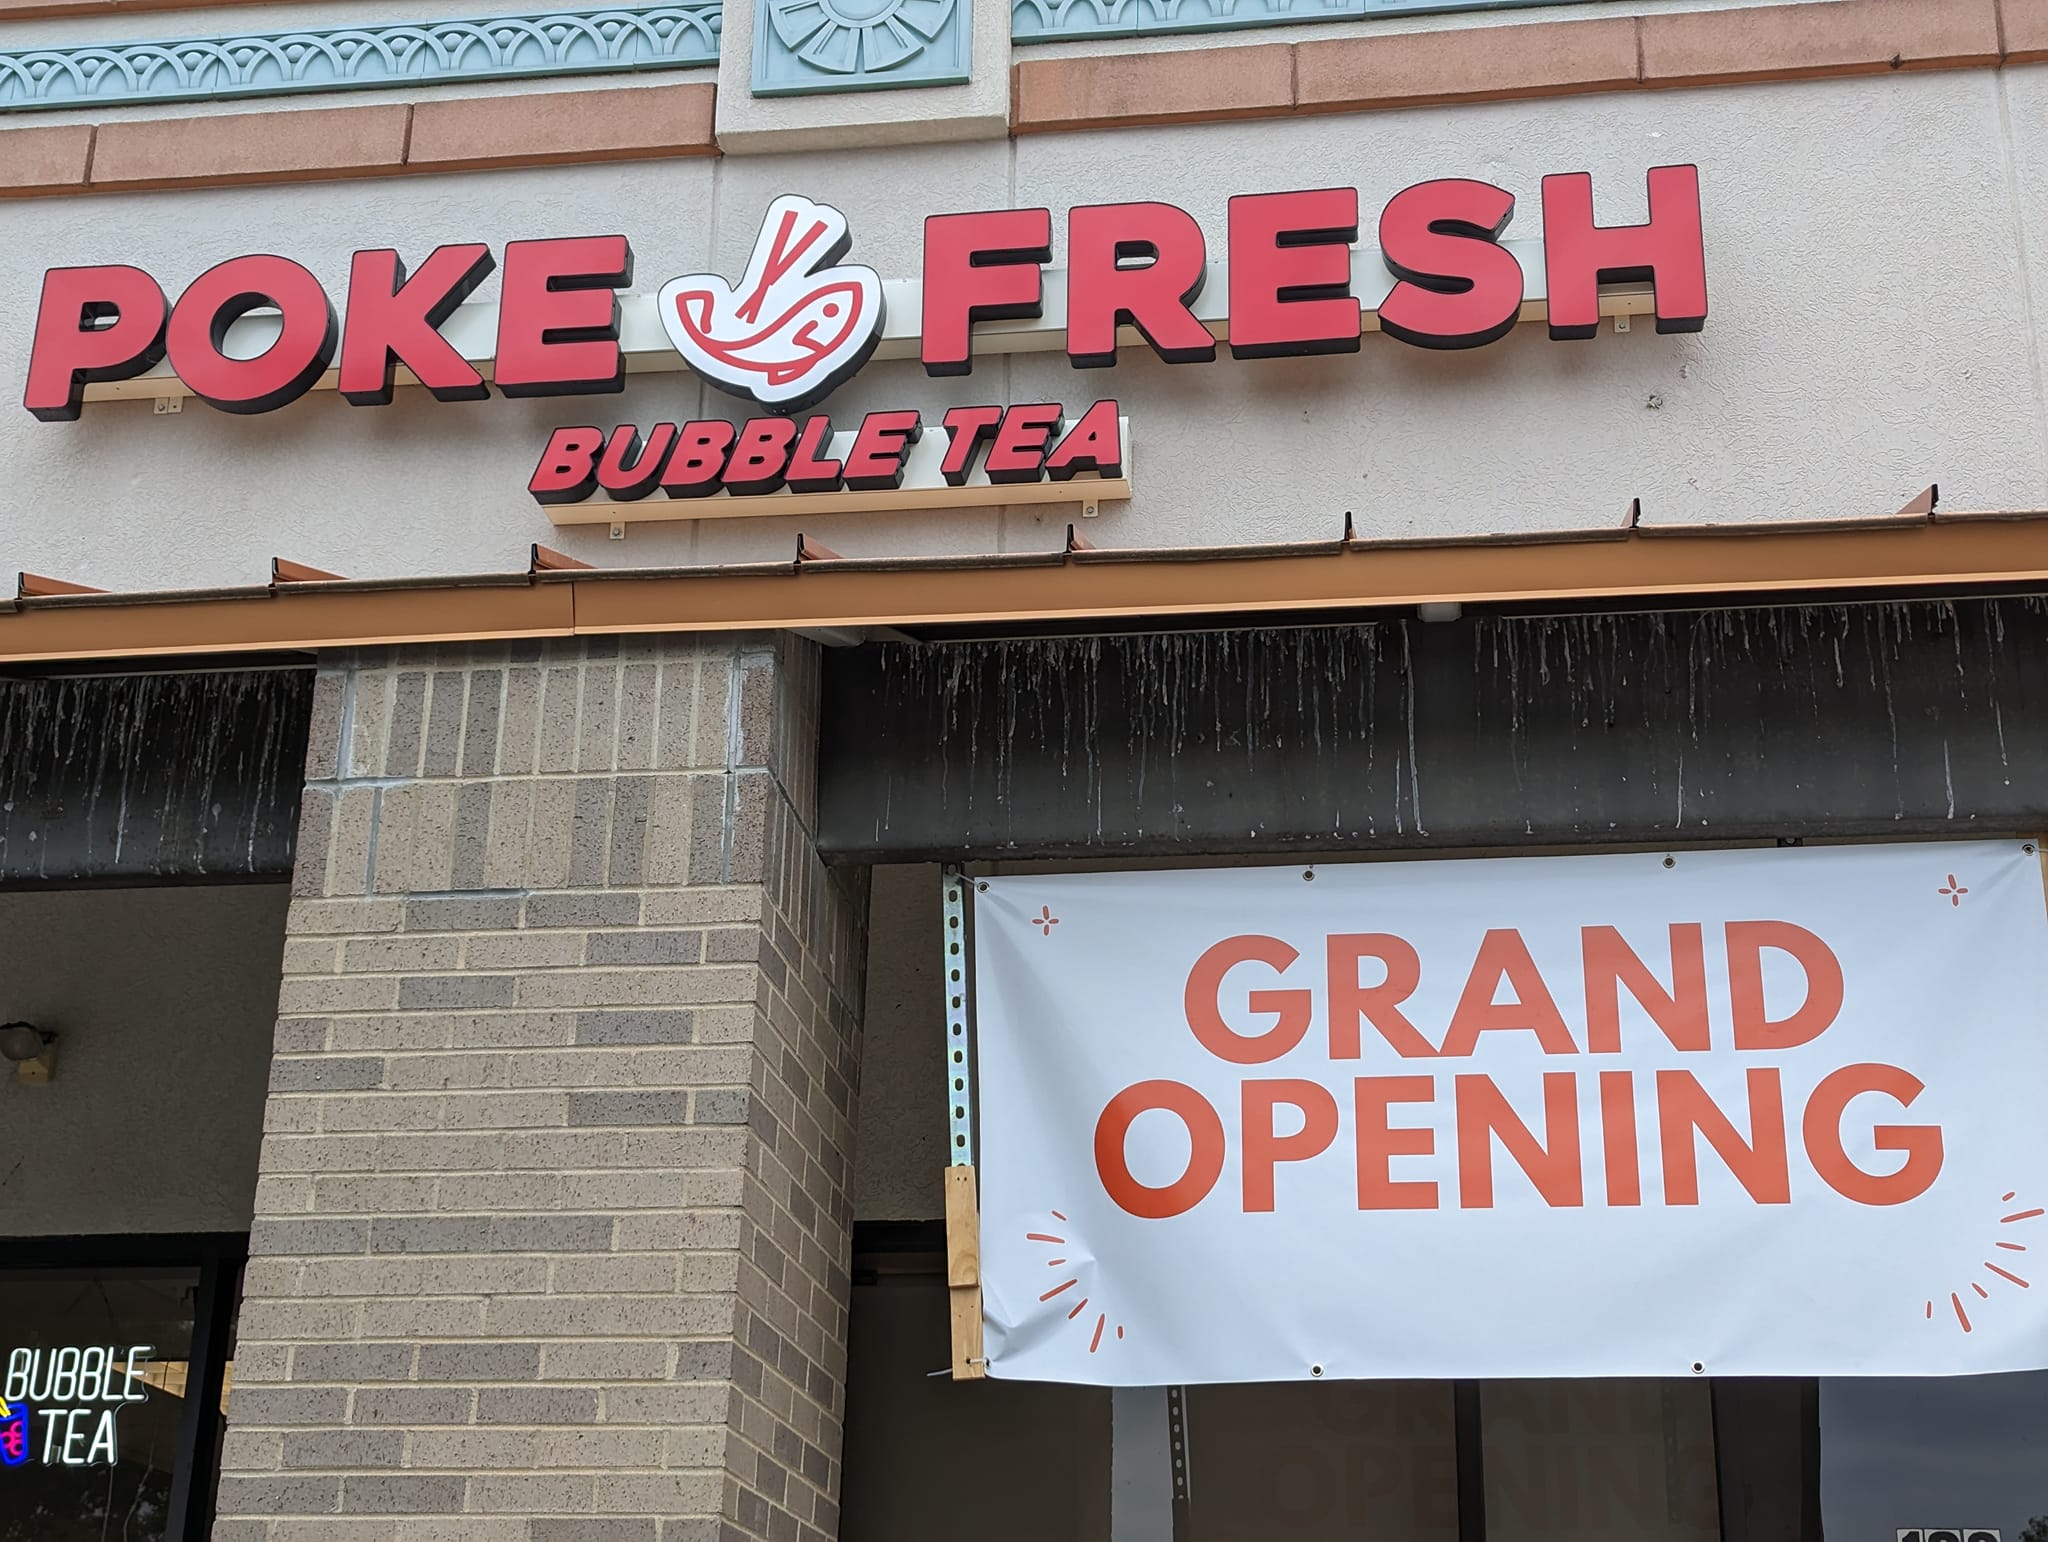 POKE FRESH
BUBBLE TEA
GRAND
OPENING
BUBBLE
TEA